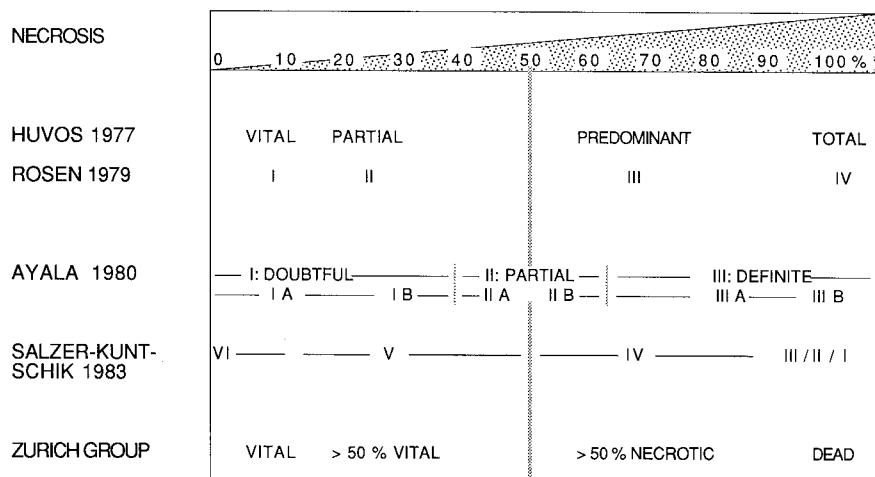 NECROSIS
0 10 20 30 40 50 60 70 80 90 100 %
HUVOS 1977 VITAL PARTIAL PREDOMINANT TOTAL
ROSEN 1979 I II III IV
AYALA 1980 I: DOUBTFUL II: PARTIAL III: DEFINITE
I A I B II A II B III A III B
SALZER-KUNT-
SCHIK 1983 VI V IV III / II / I
ZURICH GROUP VITAL > 50 % VITAL > 50 % NECROTIC DEAD